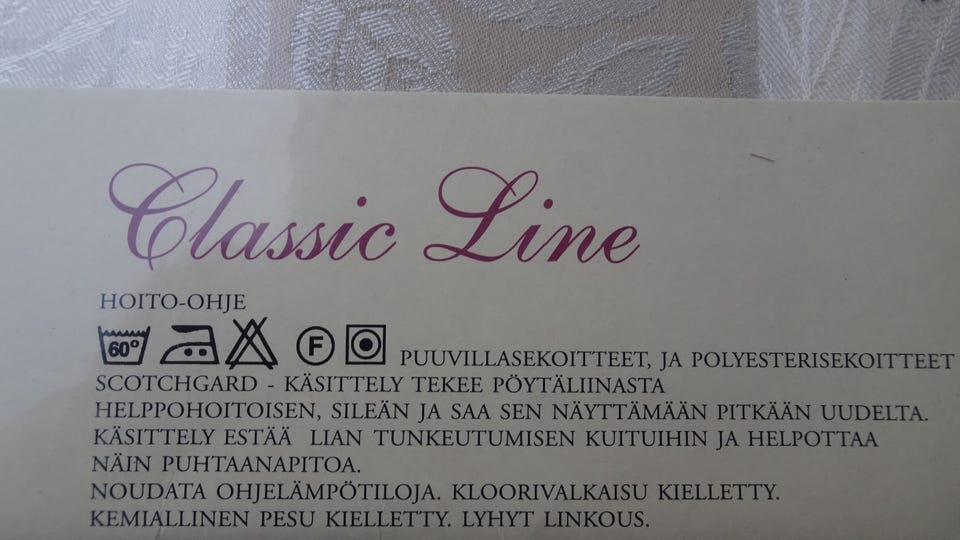 Classic Line
HOITO-OHJE
60° F PUUVILLASEKOITTEET, JA POLYESTERISEKOITTEET
SCOTCHGARD - KÄSITTELY TEKEE PÖYTÄLIINASTA
HELPPOHOITOISEN, SILEÄN JA SAA SEN NÄYTTÄMÄÄN PITKÄÄN UUDELTA.
KÄSITTELY ESTÄÄ LIAN TUNKEUTUMISEN KUITUIHIN JA HELPOTTAA
NÄIN PUHTAANAPITOA.
NOUDATA OHJELÄMPÖTILOJA. KLOORIVALKAISU KIELLETTY.
KEMIALLINEN PESU KIELLETTY. LYHYT LINKOUS.